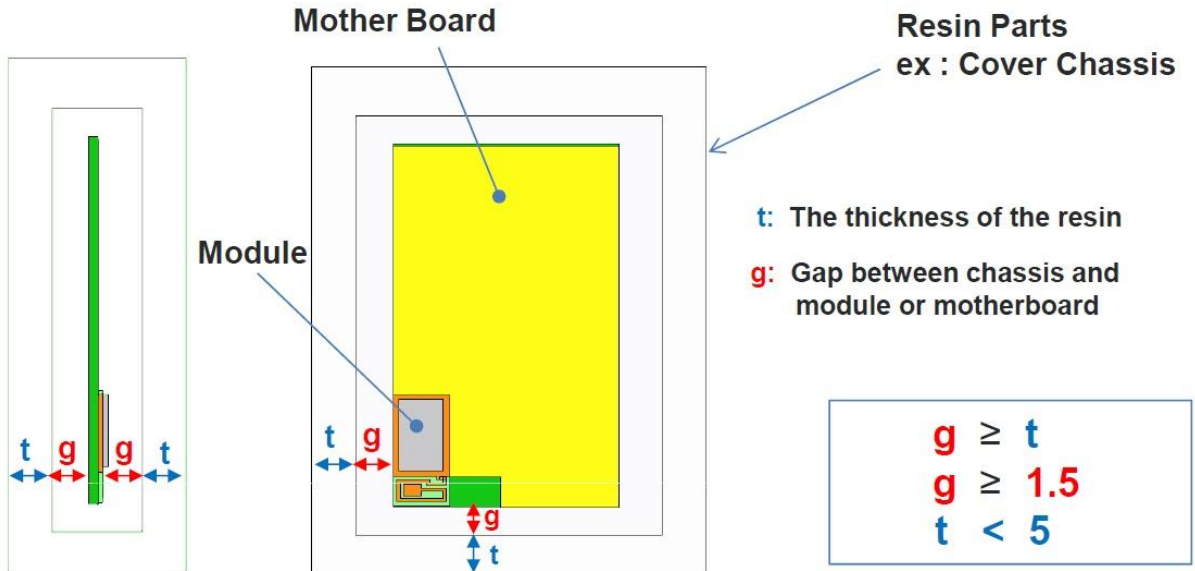 Mother Board
Resin Parts
ex : Cover Chassis
Module
t: The thickness of the resin
g: Gap between chassis and
module or motherboard
t g g t
t g
g
t
g ≥ t
g ≥ 1.5
t < 5